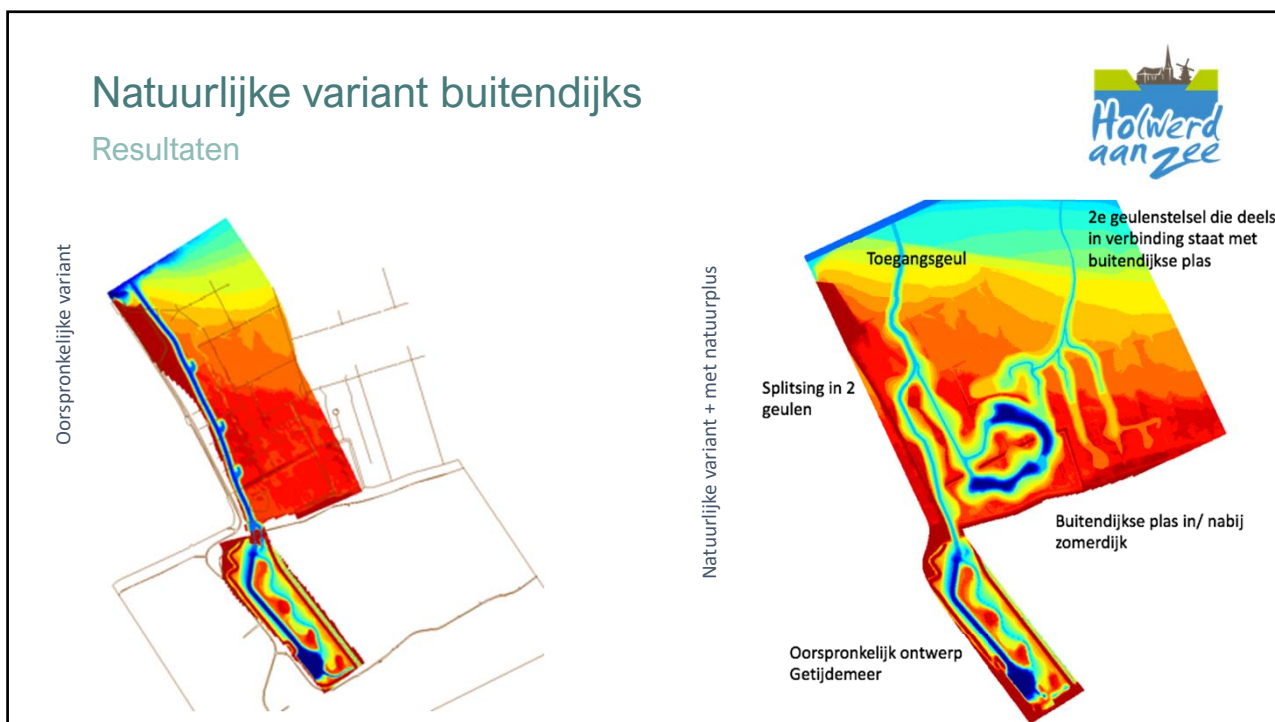 Natuurlijke variant buitendijks
Resultaten
Holwerd
aan zee
Oorspronkelijke variant
Natuurlijke variant + met natuurplus
Toegangsgeul
2e geulenstelsel die deels
in verbinding staat met
buitendijkse plas
Splitsing in 2
geulen
Buitendijkse plas in/ nabij
zomerdijk
Oorspronkelijk ontwerp
Getijdemeer